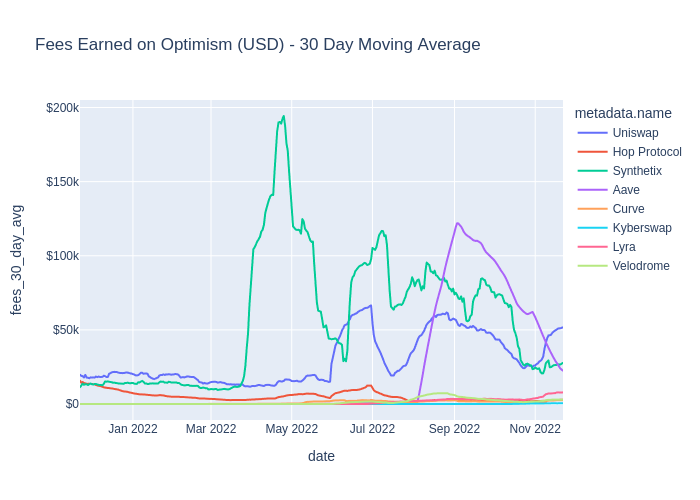 Fees Earned on Optimism (USD) - 30 Day Moving Average
metadata.name
Uniswap
Hop Protocol
Synthetix
Aave
Curve
Kyberswap
Lyra
Velodrome
fees_30_day_avg
$200k
$150k
$100k
$50k
$0
Jan 2022 Mar 2022 May 2022 Jul 2022 Sep 2022 Nov 2022
date